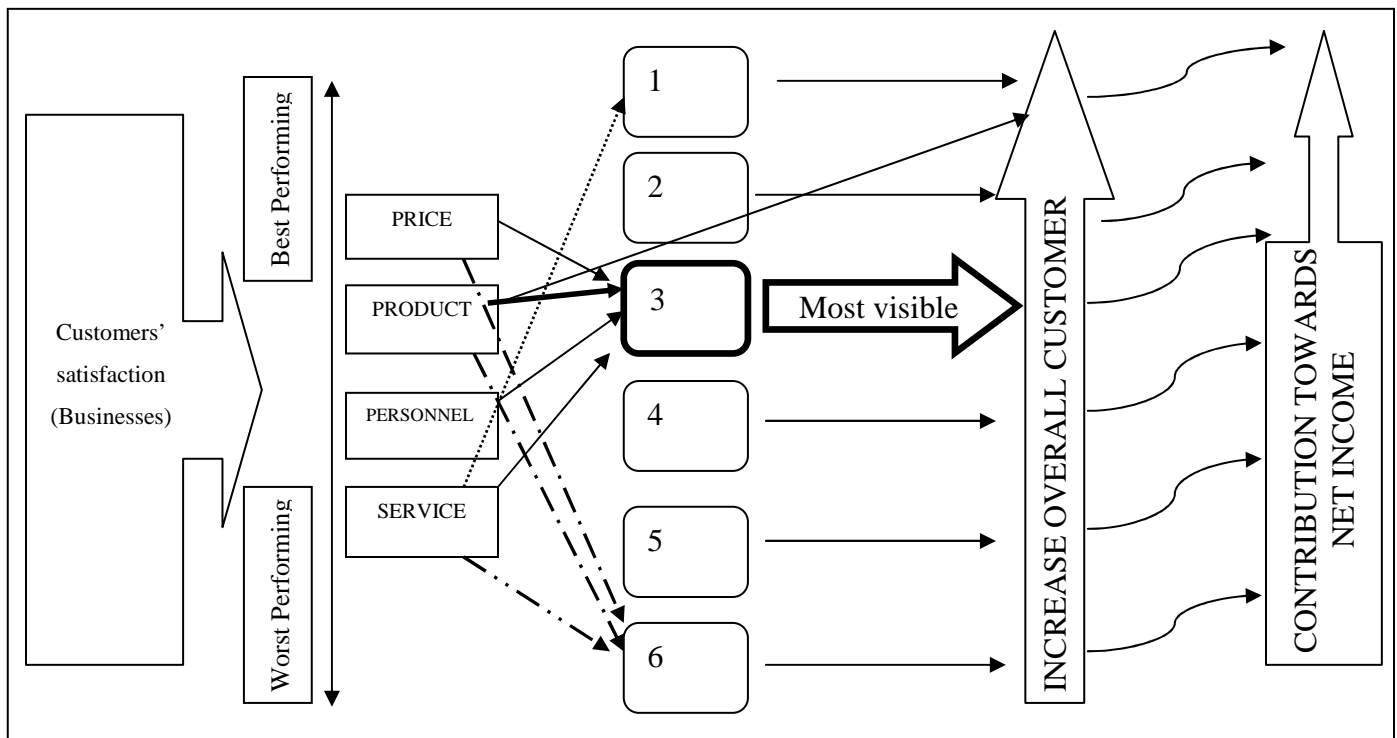 Customers’
satisfaction
(Businesses)
Best Performing
Worst Performing
PRICE
PRODUCT
PERSONNEL
SERVICE
1
2
3
4
5
6
Most visible
INCREASE OVERALL CUSTOMER
CONTRIBUTION TOWARDS
NET INCOME